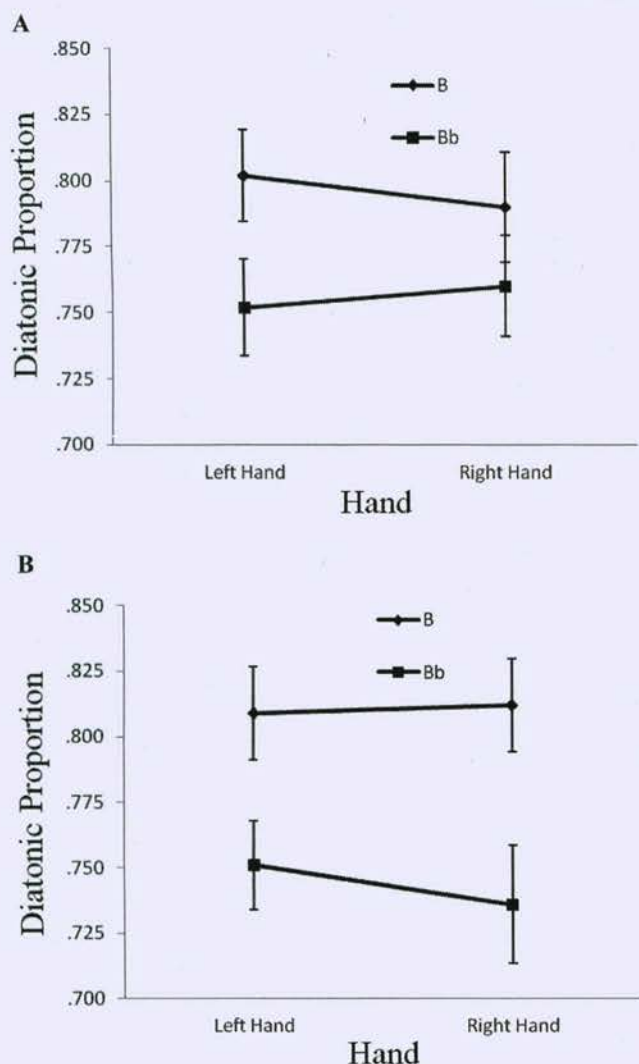 A
.850
B
.825
Bb
.800
.775
.750
.725
.700
Diatonic Proportion
Left Hand
Right Hand
Hand
B
.850
B
.825
Bb
.800
.775
.750
.725
.700
Diatonic Proportion
Left Hand
Right Hand
Hand